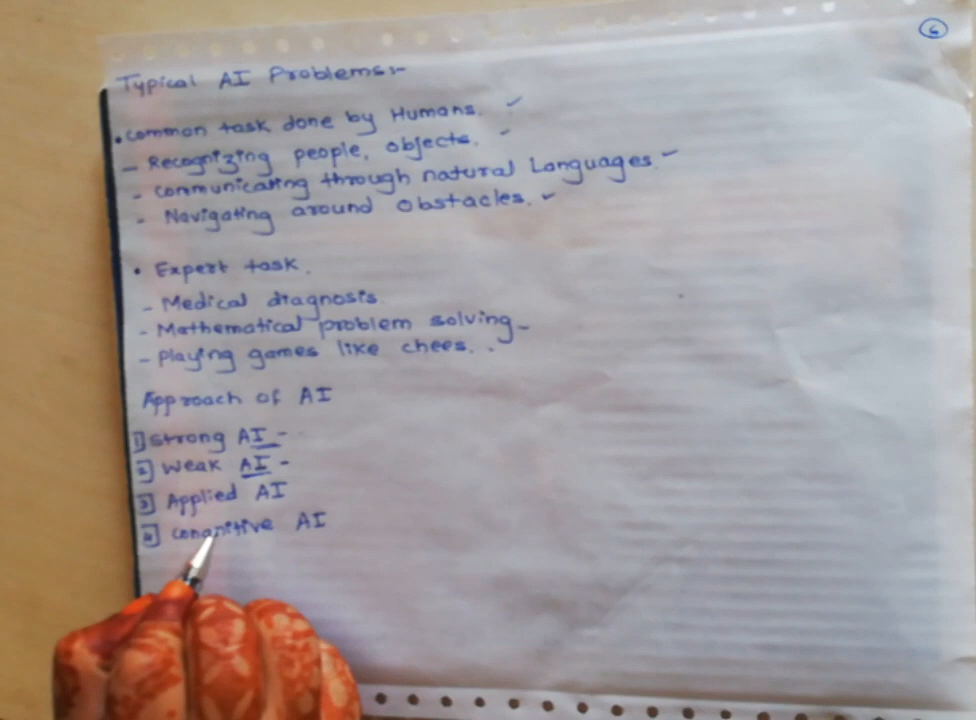 6
Typical AI Problems:-
• common task done by Humans.
- Recognizing people, objects.
- communicating through natural Languages
- Navigating around obstacles.
• Expert task.
- Medical diagnosis.
- Mathematical problem solving-
- playing games like chees..
Approach of AI
1] strong AI -
2] weak AI -
3] Applied AI
4] congnitive AI